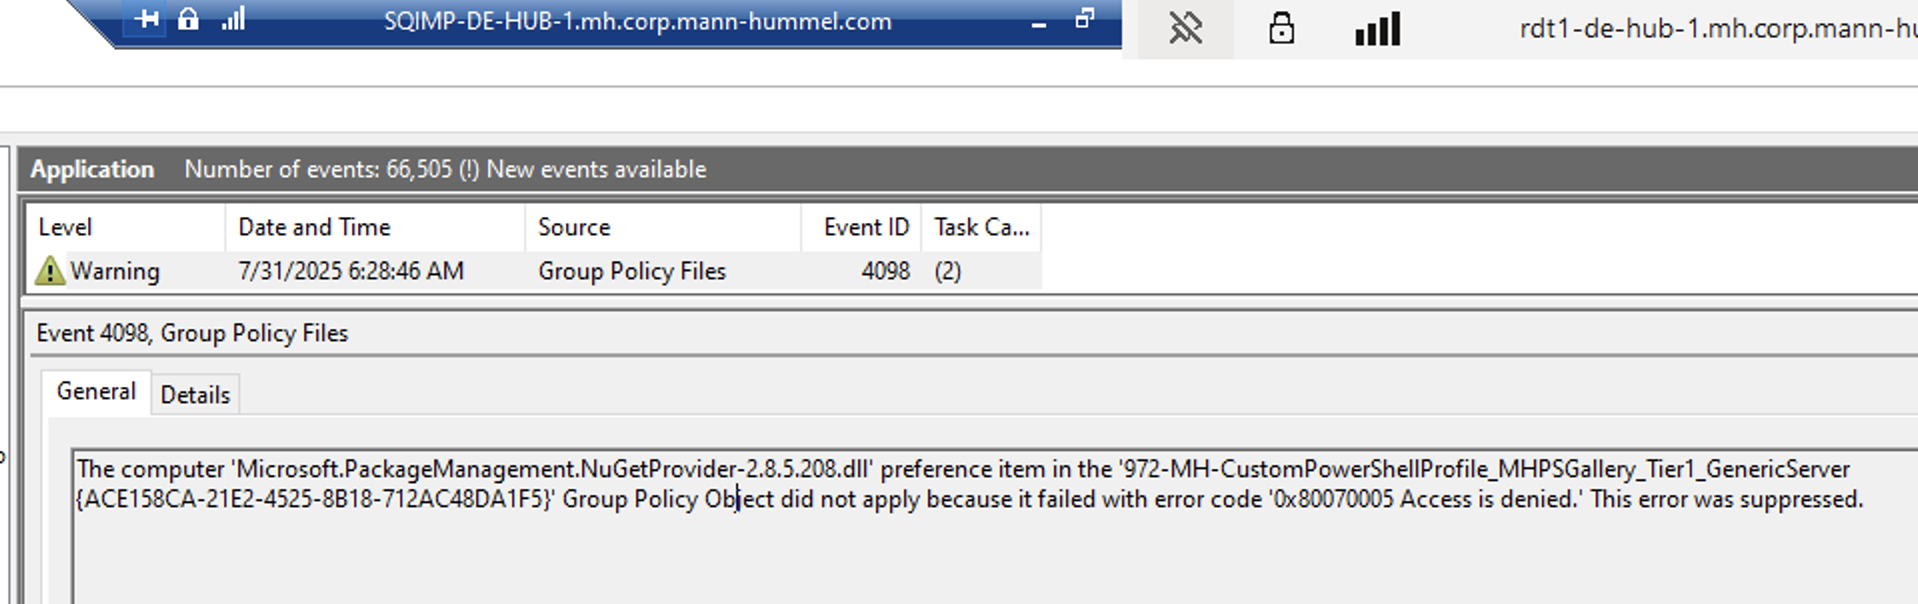 SQIMP-DE-HUB-1.mh.corp.mann-hummel.com
rdt1-de-hub-1.mh.corp.mann-hu
Application Number of events: 66,505 (!) New events available
Level Date and Time Source Event ID Task Ca...
Warning 7/31/2025 6:28:46 AM Group Policy Files 4098 (2)
Event 4098, Group Policy Files
General Details
The computer 'Microsoft.PackageManagement.NuGetProvider-2.8.5.208.dll' preference item in the '972-MH-CustomPowerShellProfile_MHPSGallery_Tier1_GenericServer
{ACE158CA-21E2-4525-8B18-712AC48DA1F5}' Group Policy Object did not apply because it failed with error code '0x80070005 Access is denied.' This error was suppressed.